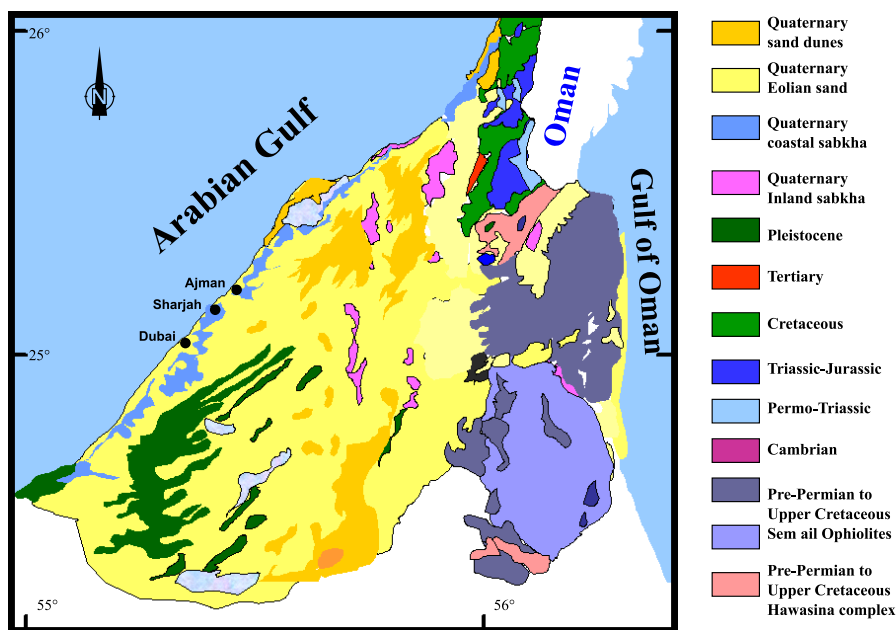 26°
N
Arabian Gulf
Oman
Gulf of Oman
Ajman
Sharjah
Dubai
25°
55°
56°
Quaternary
sand dunes
Quaternary
Eolian sand
Quaternary
coastal sabkha
Quaternary
Inland sabkha
Pleistocene
Tertiary
Cretaceous
Triassic-Jurassic
Permo-Triassic
Cambrian
Pre-Permian to
Upper Cretaceous
Sem ail Ophiolites
Pre-Permian to
Upper Cretaceous
Hawasina complex